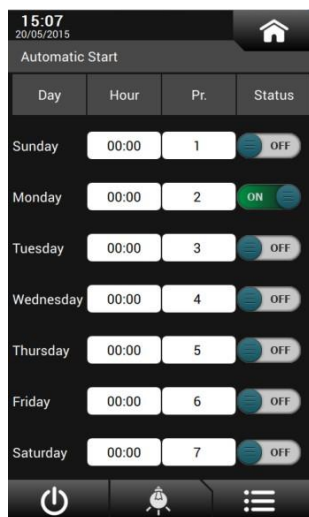 15:07
20/05/2015
Automatic Start
Day Hour Pr. Status
Sunday 00:00 1 OFF
Monday 00:00 2 ON
Tuesday 00:00 3 OFF
Wednesday 00:00 4 OFF
Thursday 00:00 5 OFF
Friday 00:00 6 OFF
Saturday 00:00 7 OFF